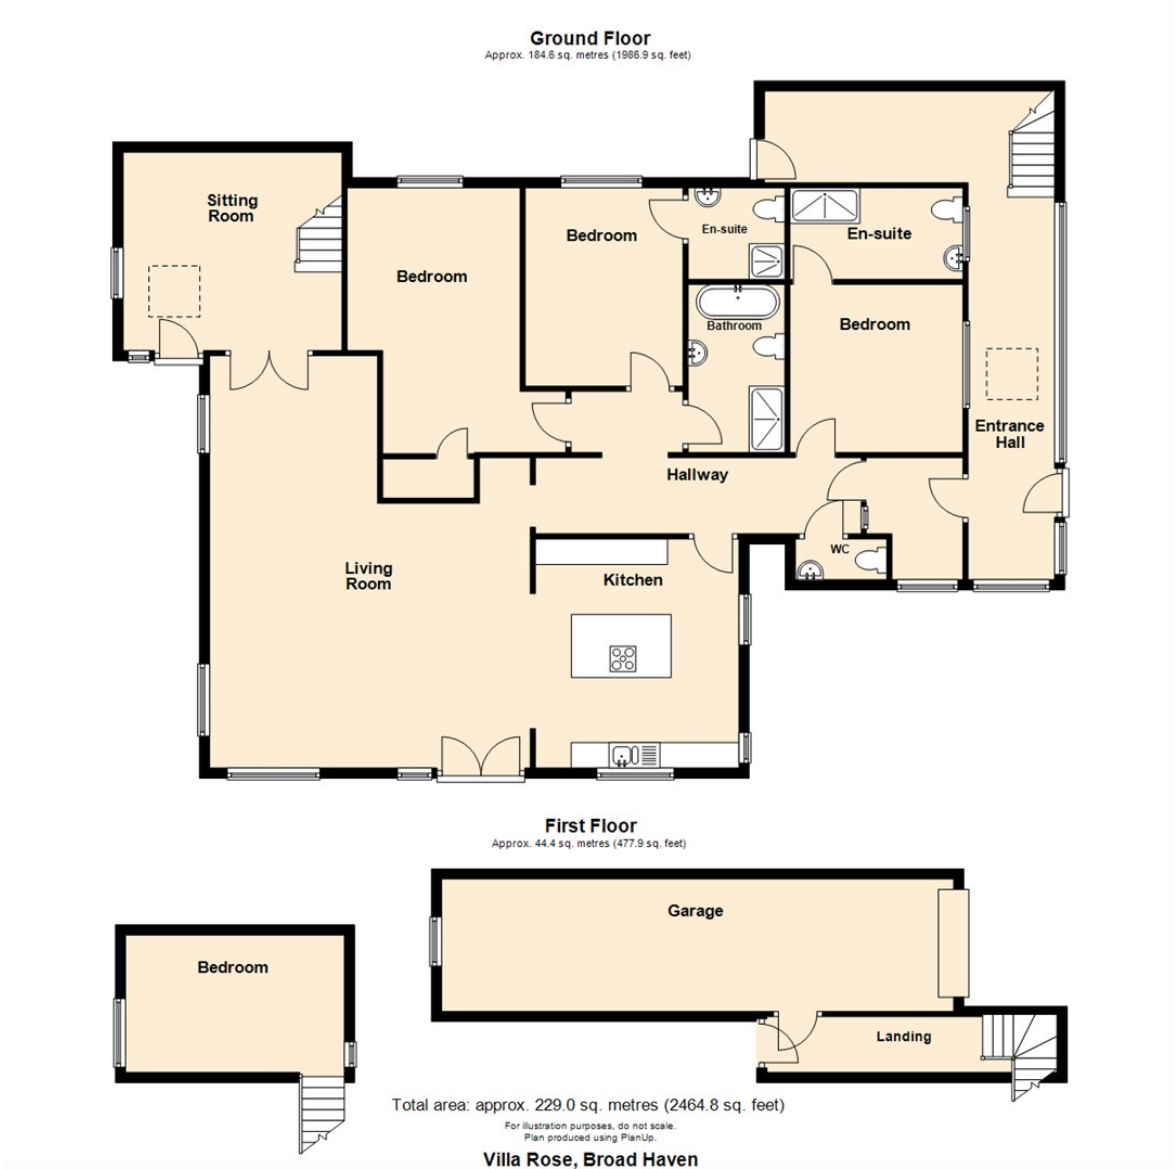 Ground Floor
Approx. 184.6 sq. metres (1986.9 sq. feet)
Sitting
Room
Bedroom
Bedroom
En-suite
En-suite
Bathroom
Bedroom
Entrance
Hall
Hallway
WC
Living
Room
Kitchen
First Floor
Approx. 44.4 sq. metres (477.9 sq. feet)
Garage
Bedroom
Landing
Total area: approx. 229.0 sq. metres (2464.8 sq. feet)
For illustration purposes, do not scale.
Plan produced using PlanUp.
Villa Rose, Broad Haven